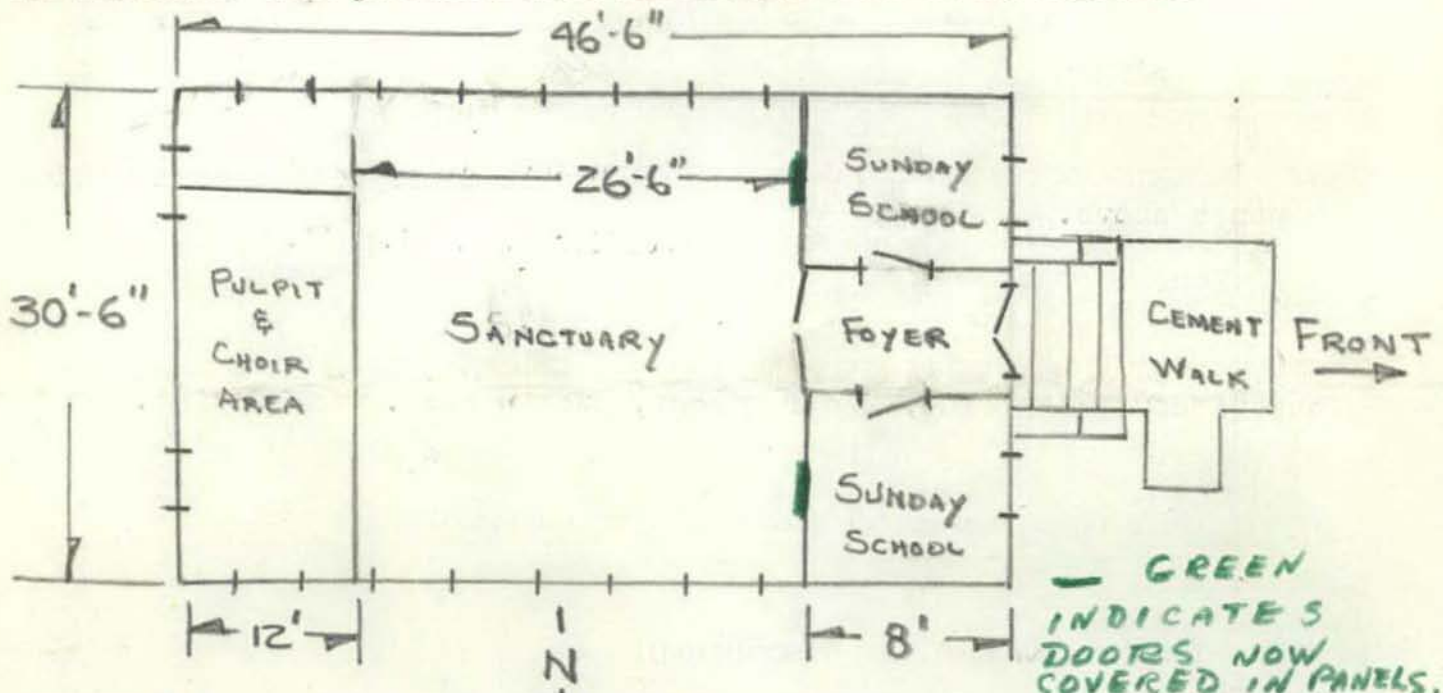 46'-6"
26'-6"
SUNDAY
SCHOOL
30'-6"
PULPIT
&
CHOIR
AREA
SANCTUARY
FOYER
CEMENT
WALK
FRONT
SUNDAY
SCHOOL
12'
8'
N
— GREEN
INDICATES
DOORS NOW
COVERED IN PANELS.